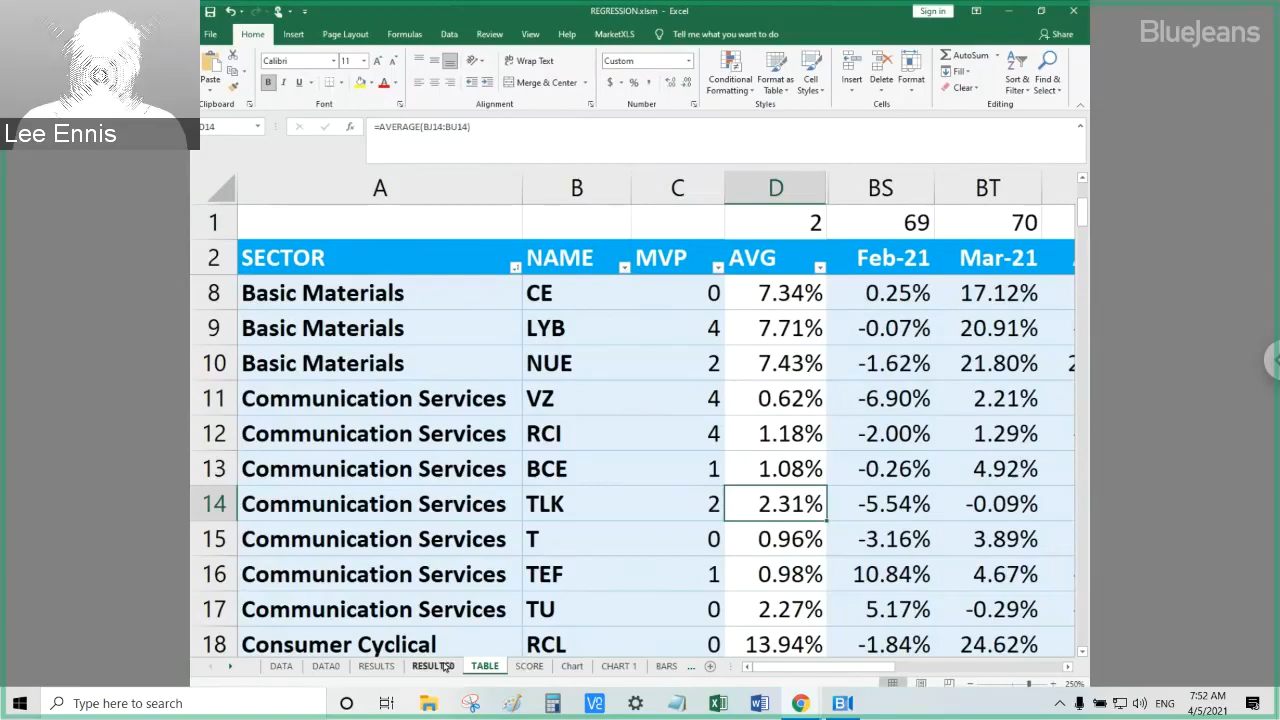 REGRESSION.xlsm - Excel
Sign in
BlueJeans
File Home Insert Page Layout Formulas Data Review View Help MarketXLS Tell me what you want to do Share
Calibri 11 Wrap Text Custom AutoSum
Paste Merge & Center Fill Clear
Conditional Formatting Format as Table Cell Styles Insert Delete Format Sort & Filter Find & Select
Clipboard Font Alignment Number Styles Cells Editing
Lee Ennis
=AVERAGE(BJ14:BU14)
A B C D BS BT
1 2 69 70
2 SECTOR NAME MVP AVG Feb-21 Mar-21
8 Basic Materials CE 0 7.34% 0.25% 17.12%
9 Basic Materials LYB 4 7.71% -0.07% 20.91%
10 Basic Materials NUE 2 7.43% -1.62% 21.80%
11 Communication Services VZ 4 0.62% -6.90% 2.21%
12 Communication Services RCI 4 1.18% -2.00% 1.29%
13 Communication Services BCE 1 1.08% -0.26% 4.92%
14 Communication Services TLK 2 2.31% -5.54% -0.09%
15 Communication Services T 0 0.96% -3.16% 3.89%
16 Communication Services TEF 1 0.98% 10.84% 4.67%
17 Communication Services TU 0 2.27% 5.17% -0.29%
18 Consumer Cyclical RCL 0 13.94% -1.84% 24.62%
DATA DATA0 RESULTS TABLE SCORE Chart CHART 1 BARS ...
250%
Type here to search
7:52 AM
ENG
4/5/2021